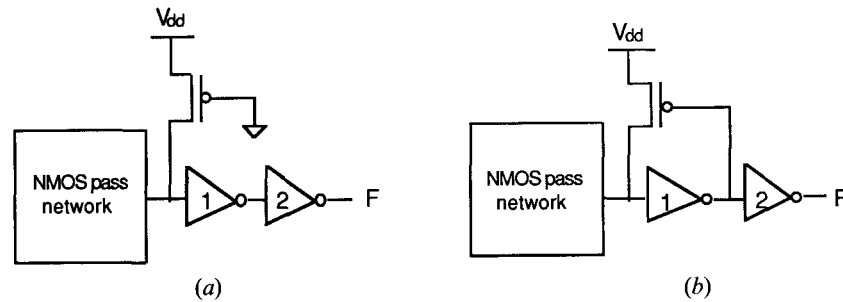 Vdd
NMOS pass
network
1
2
F
(a)
Vdd
NMOS pass
network
1
2
F
(b)